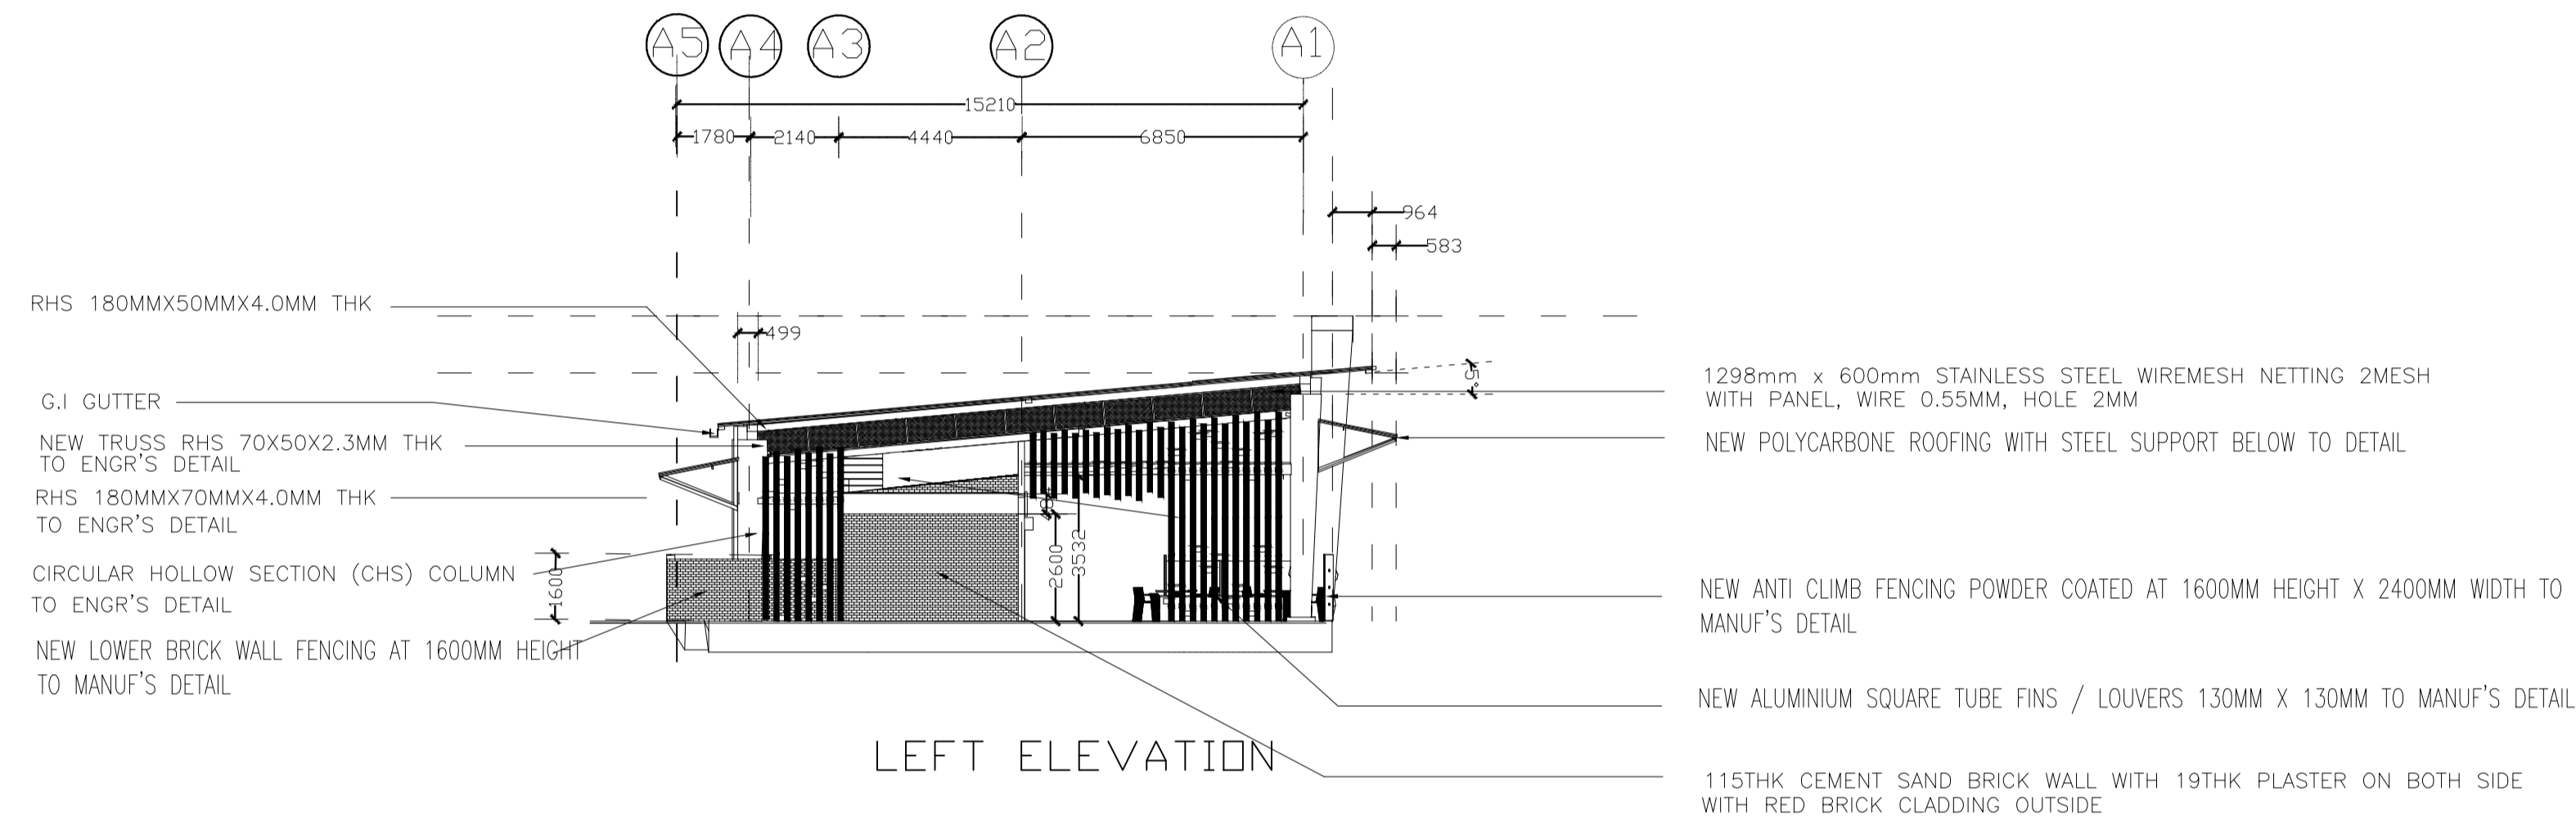 A5 A4 A3 A2 A1
15210
1780 2140 4440 6850
964
583
RHS 180MMX50MMX4.0MM THK
499
G.I GUTTER
NEW TRUSS RHS 70X50X2.3MM THK
TO ENGR'S DETAIL
RHS 180MMX70MMX4.0MM THK
TO ENGR'S DETAIL
CIRCULAR HOLLOW SECTION (CHS) COLUMN
TO ENGR'S DETAIL
NEW LOWER BRICK WALL FENCING AT 1600MM HEIGHT
TO MANUF'S DETAIL
1600
2600
3532
5°
1298mm x 600mm STAINLESS STEEL WIREMESH NETTING 2MESH
WITH PANEL, WIRE 0.55MM, HOLE 2MM
NEW POLYCARBONE ROOFING WITH STEEL SUPPORT BELOW TO DETAIL
NEW ANTI CLIMB FENCING POWDER COATED AT 1600MM HEIGHT X 2400MM WIDTH TO
MANUF'S DETAIL
NEW ALUMINIUM SQUARE TUBE FINS / LOUVERS 130MM X 130MM TO MANUF'S DETAIL
115THK CEMENT SAND BRICK WALL WITH 19THK PLASTER ON BOTH SIDE
WITH RED BRICK CLADDING OUTSIDE
LEFT ELEVATION